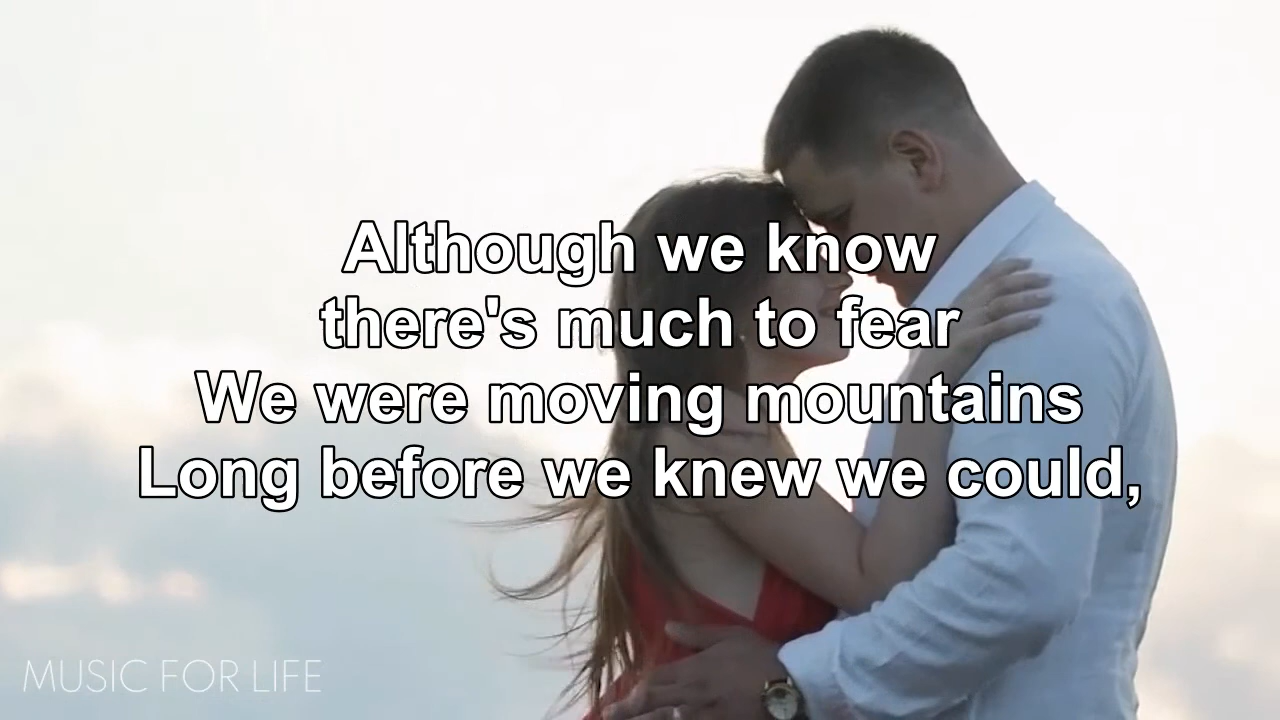 Although we know
there's much to fear
We were moving mountains
Long before we knew we could,
MUSIC FOR LIFE